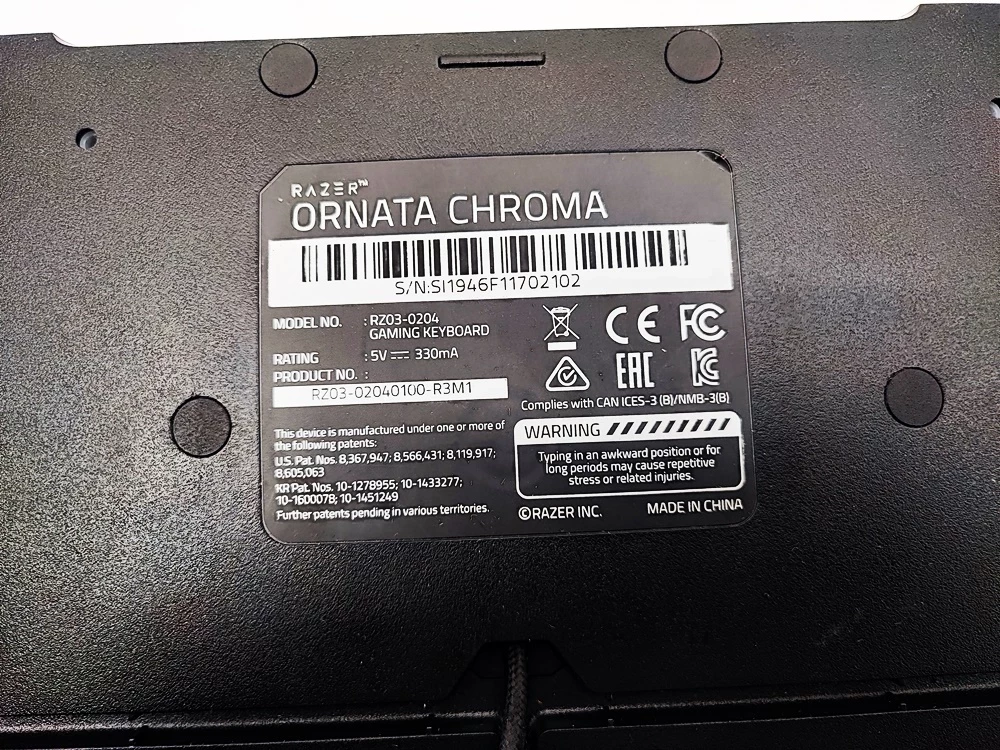 RAZER™
ORNATA CHROMA
S/N:SI1946F11702102
MODEL NO. : RZ03-0204
GAMING KEYBOARD
RATING : 5V ⎓ 330mA
PRODUCT NO. :
RZ03-02040100-R3M1
This device is manufactured under one or more of
the following patents:
U.S. Pat. Nos. 8,367,947; 8,566,431; 8,119,917;
8,605,063
KR Pat. Nos. 10-1278955; 10-1433277;
10-1600078; 10-1451249
Further patents pending in various territories.
CE FC
EAC KC
Complies with CAN ICES-3 (B)/NMB-3(B)
WARNING
Typing in an awkward position or for
long periods may cause repetitive
stress or related injuries.
©RAZER INC. MADE IN CHINA